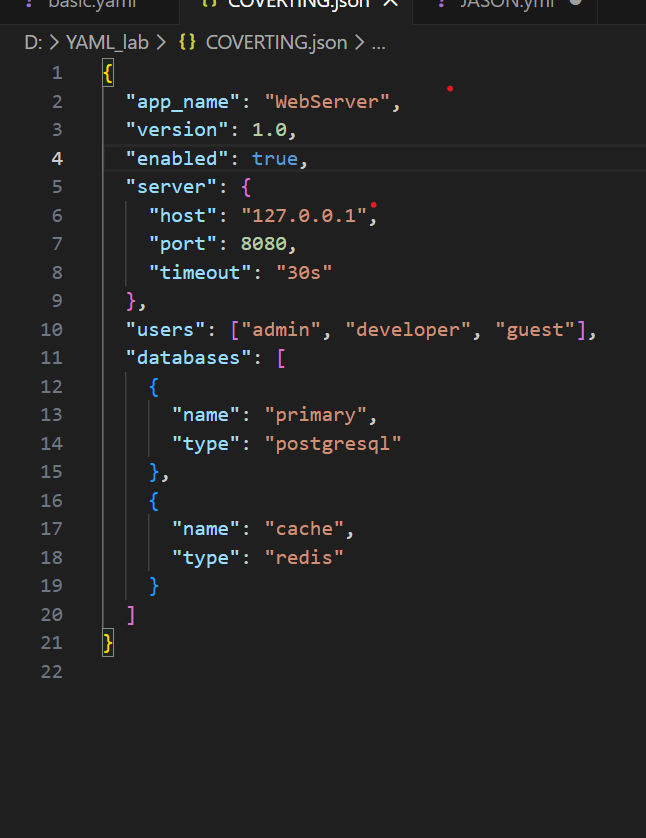 basic.yaml
COVERTING.json
JASON.yml
D: > YAML_lab > {} COVERTING.json > ...
1 {
2 "app_name": "WebServer",
3 "version": 1.0,
4 "enabled": true,
5 "server": {
6 "host": "127.0.0.1",
7 "port": 8080,
8 "timeout": "30s"
9 },
10 "users": ["admin", "developer", "guest"],
11 "databases": [
12 {
13 "name": "primary",
14 "type": "postgresql"
15 },
16 {
17 "name": "cache",
18 "type": "redis"
19 }
20 ]
21 }
22